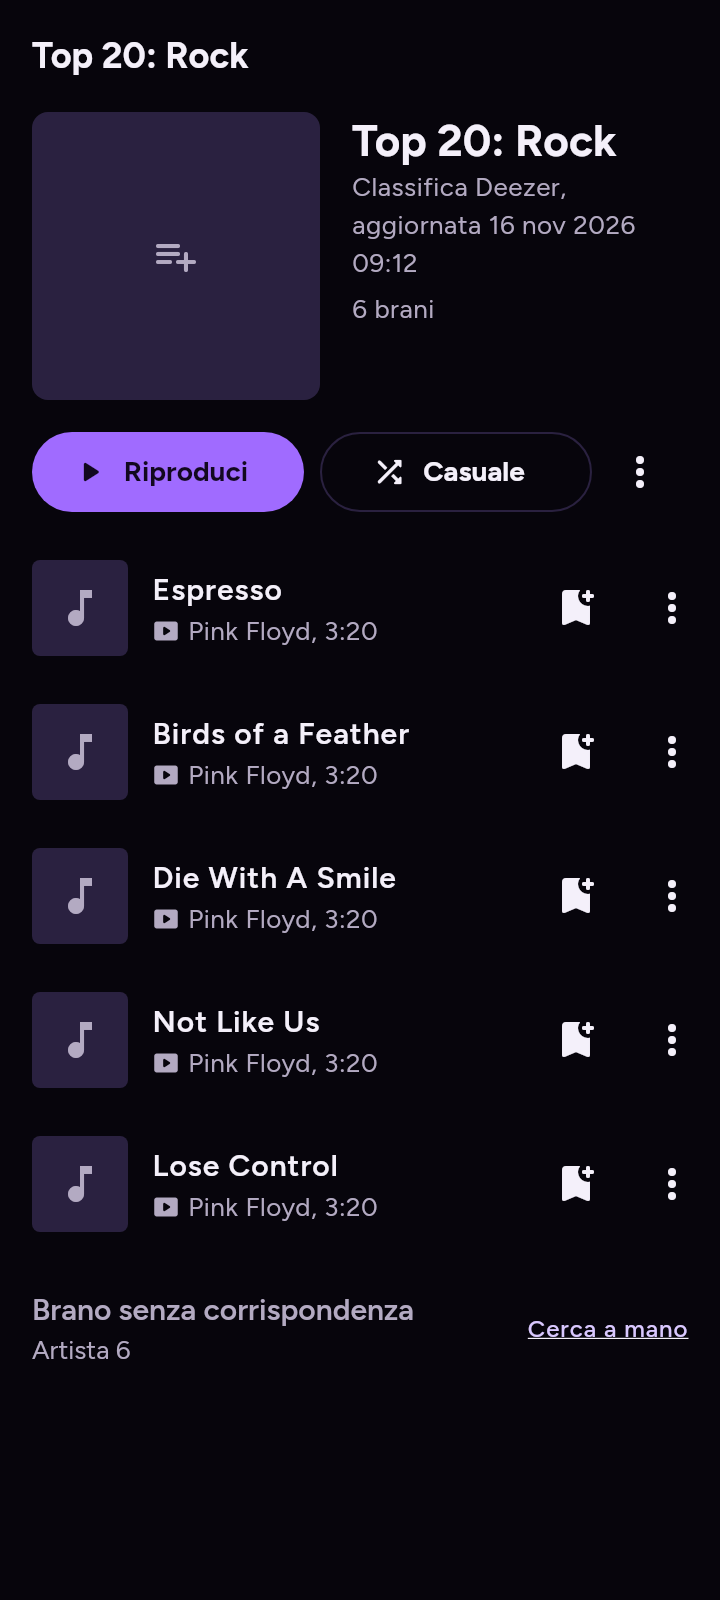 Top 20: Rock
Top 20: Rock
Classifica Deezer,
aggiornata 16 nov 2026
09:12
6 brani
Riproduci
Casuale
Espresso
Pink Floyd, 3:20
Birds of a Feather
Pink Floyd, 3:20
Die With A Smile
Pink Floyd, 3:20
Not Like Us
Pink Floyd, 3:20
Lose Control
Pink Floyd, 3:20
Brano senza corrispondenza
Artista 6
Cerca a mano